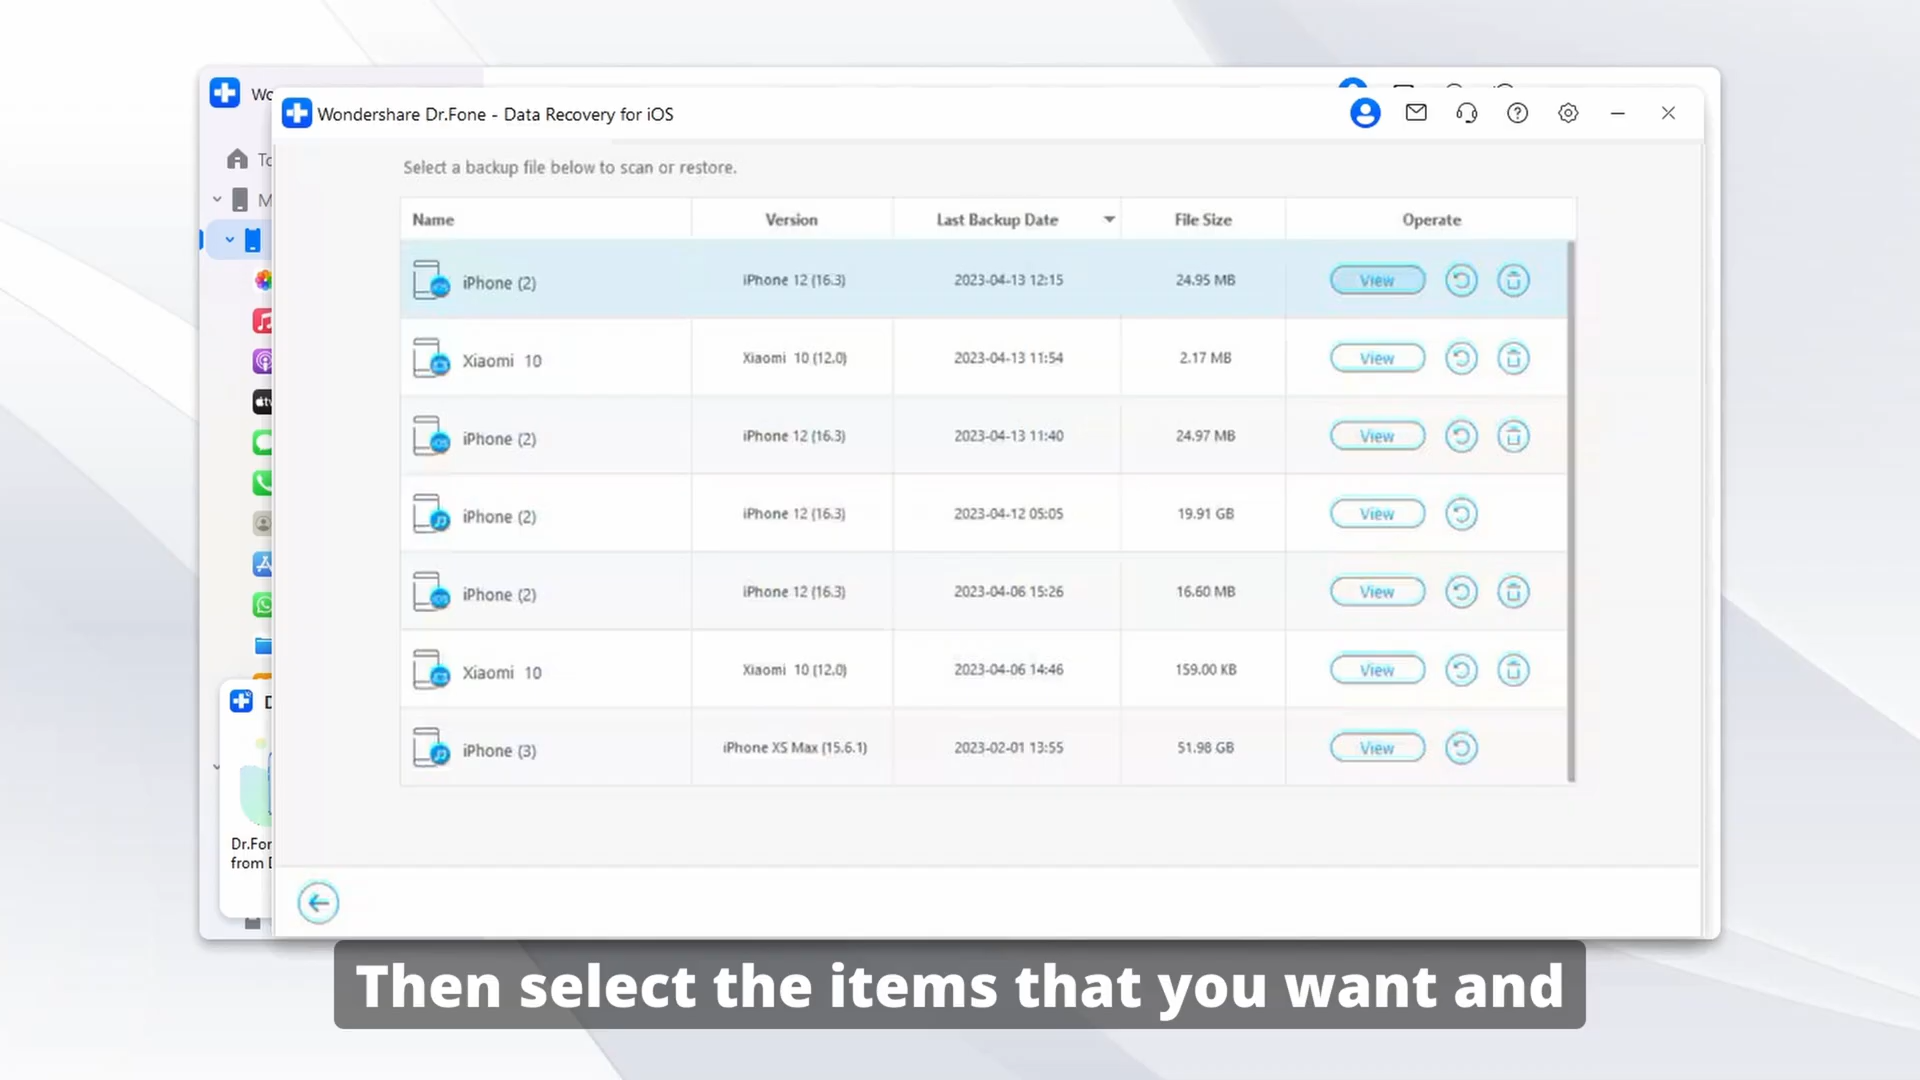 Wo
Wondershare Dr.Fone - Data Recovery for iOS
To
M
Select a backup file below to scan or restore.
Name Version Last Backup Date File Size Operate
iPhone (2) iPhone 12 (16.3) 2023-04-13 12:15 24.95 MB View
Xiaomi 10 Xiaomi 10 (12.0) 2023-04-13 11:54 2.17 MB View
iPhone (2) iPhone 12 (16.3) 2023-04-13 11:40 24.97 MB View
iPhone (2) iPhone 12 (16.3) 2023-04-12 05:05 19.91 GB View
iPhone (2) iPhone 12 (16.3) 2023-04-06 15:26 16.60 MB View
Xiaomi 10 Xiaomi 10 (12.0) 2023-04-06 14:46 159.00 KB View
iPhone (3) iPhone XS Max (15.6.1) 2023-02-01 13:55 51.98 GB View
Dr.For
from D
Then select the items that you want and